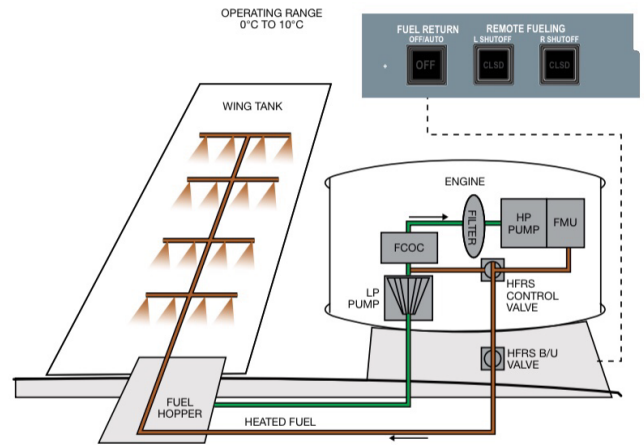 OPERATING RANGE
0°C TO 10°C
FUEL RETURN
OFF/AUTO
OFF
REMOTE FUELING
L SHUTOFF
R SHUTOFF
CLSD
CLSD
WING TANK
ENGINE
FILTER
HP
PUMP
FMU
FCOC
LP
PUMP
HFRS
CONTROL
VALVE
HFRS B/U
VALVE
FUEL
HOPPER
HEATED FUEL